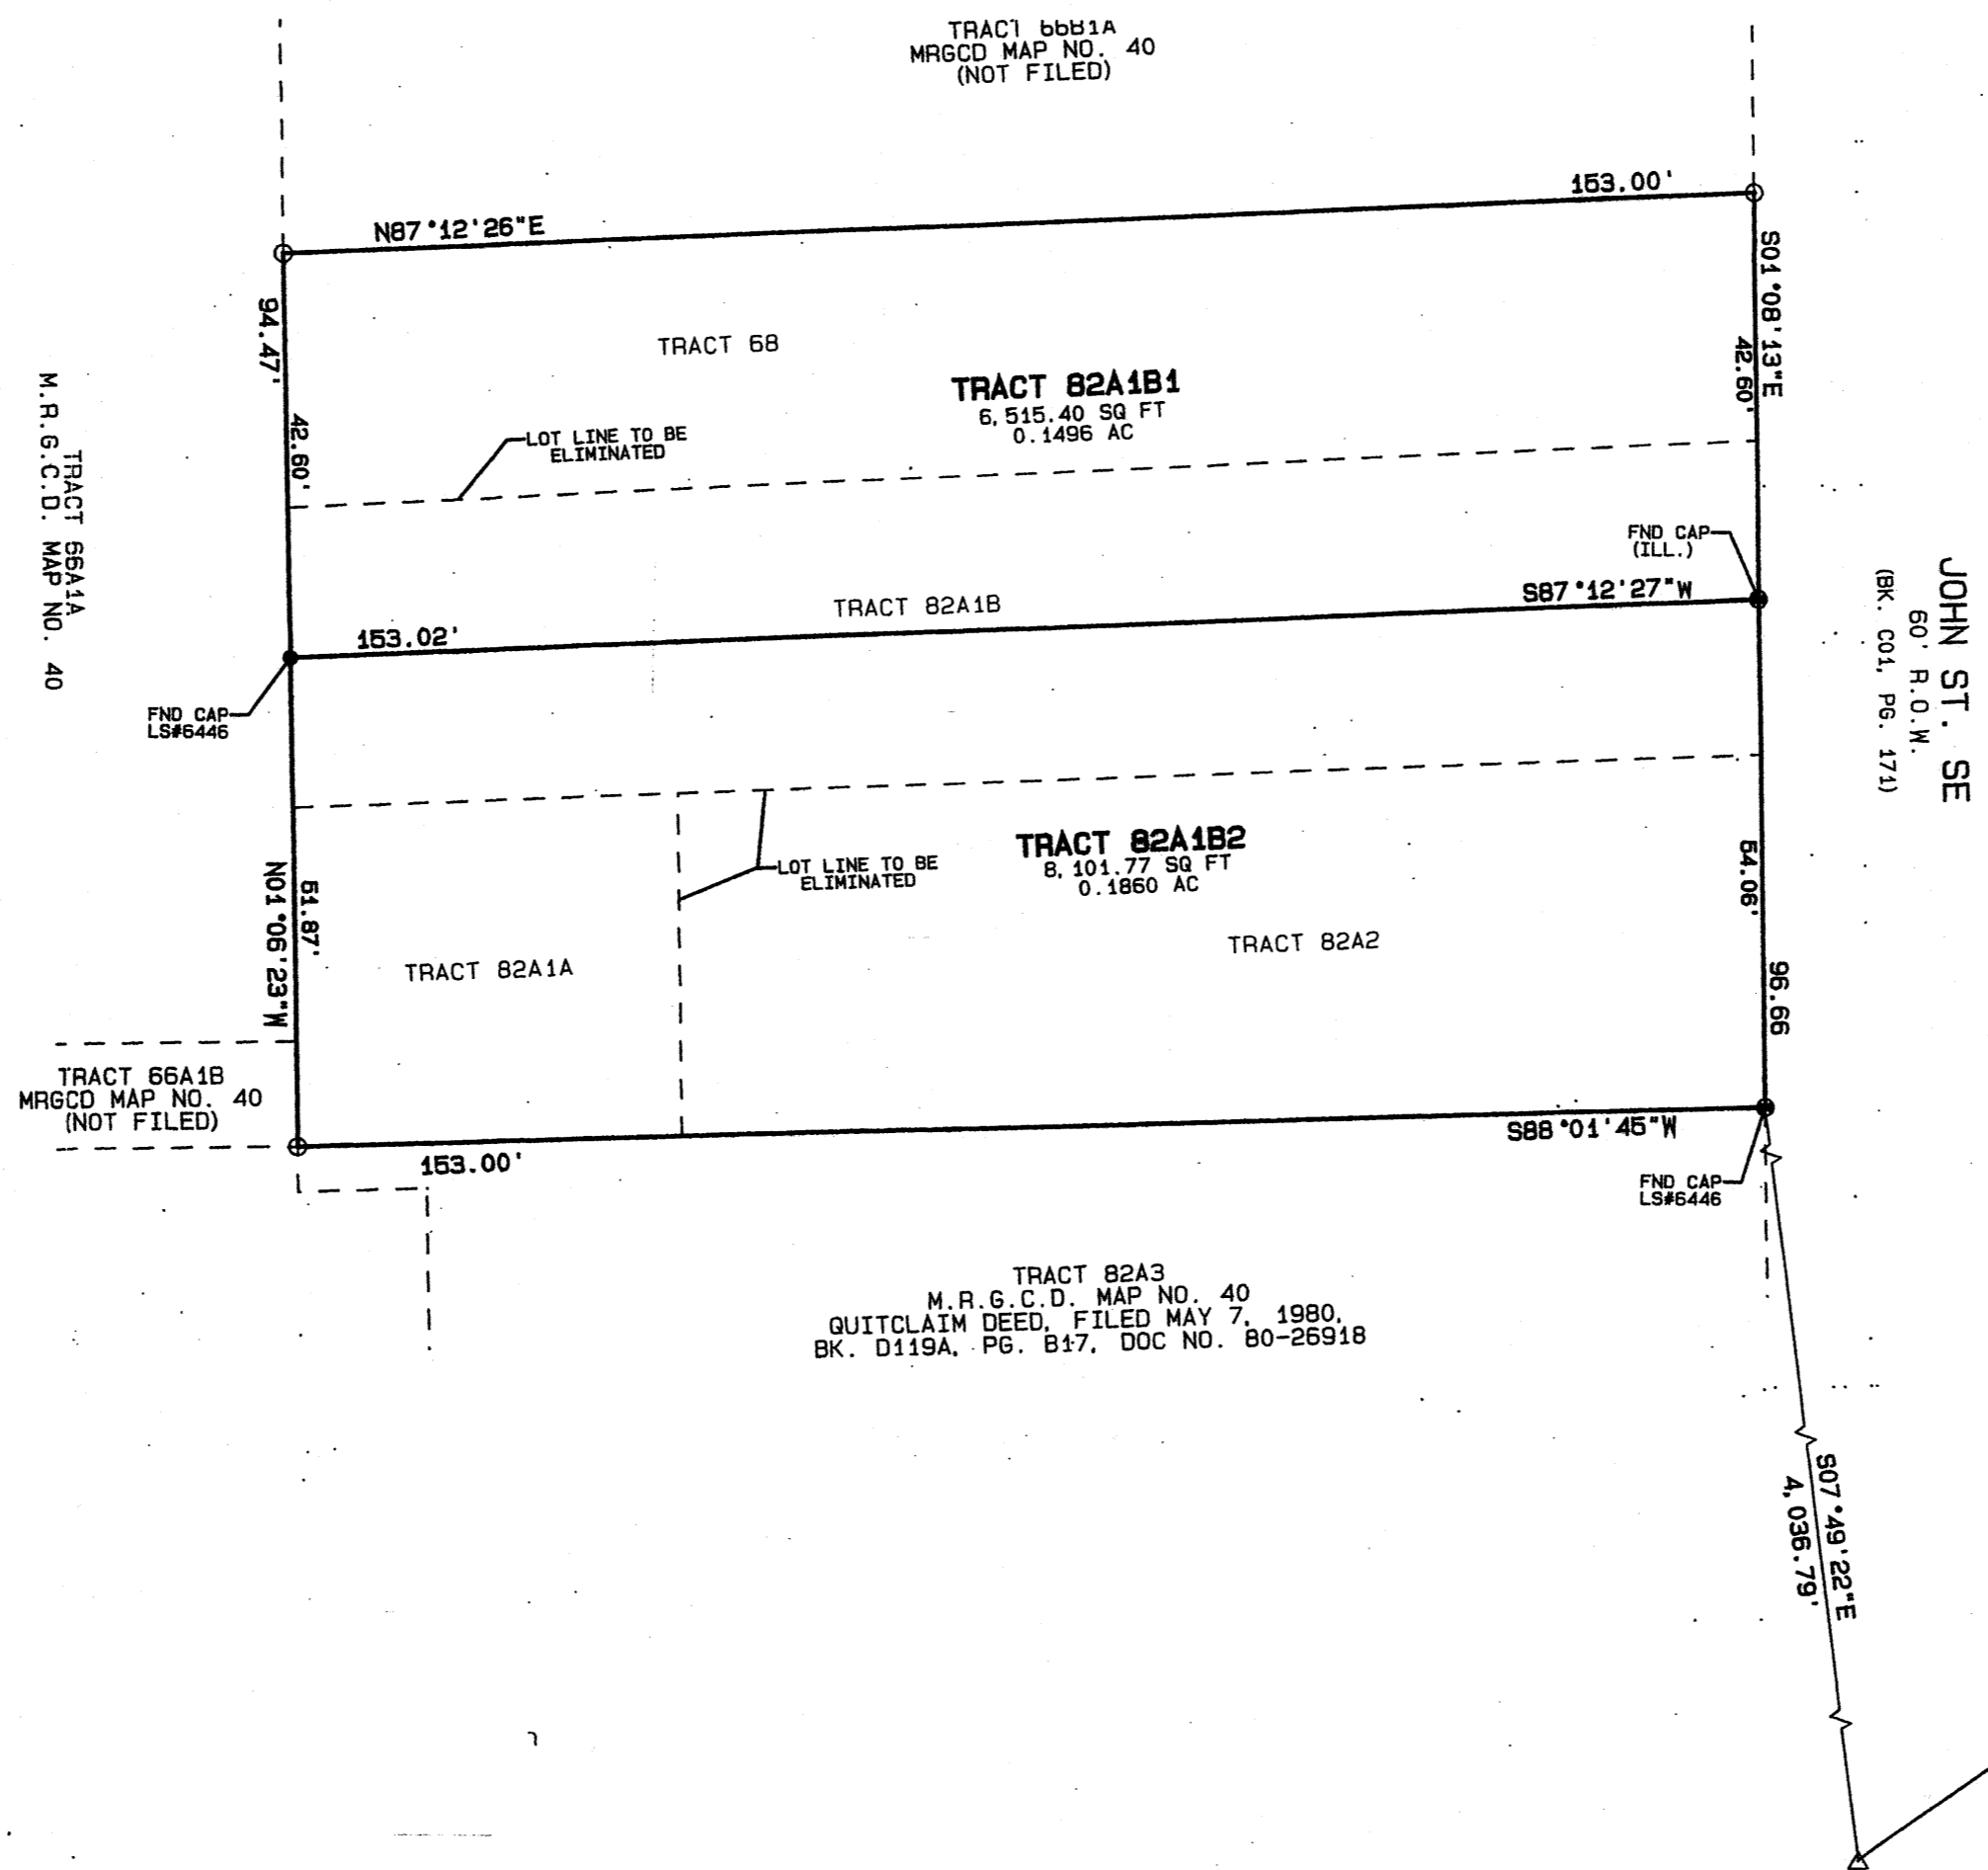 TRACT 66B1A
MRGCD MAP NO. 40
(NOT FILED)
153.00'
N87°12'26"E
S01°08'13"E
42.60'
94.47'
42.60'
TRACT 68
TRACT 82A1B1
6,515.40 SQ FT
0.1496 AC
LOT LINE TO BE
ELIMINATED
TRACT 66A1A
M.R.G.C.D. MAP NO. 40
FND CAP
(ILL.)
S87°12'27"W
TRACT 82A1B
153.02'
JOHN ST. SE
60' R.O.W.
(BK. C01, PG. 171)
FND CAP
LS#6446
TRACT 82A1B2
8,101.77 SQ FT
0.1860 AC
LOT LINE TO BE
ELIMINATED
54.06'
96.66
51.87'
N01°06'23"W
TRACT 82A1A
TRACT 82A2
TRACT 66A1B
MRGCD MAP NO. 40
(NOT FILED)
S88°01'45"W
153.00'
FND CAP
LS#6446
TRACT 82A3
M.R.G.C.D. MAP NO. 40
QUITCLAIM DEED, FILED MAY 7, 1980,
BK. D119A, PG. B17, DOC NO. 80-26918
S07°49'22"E
4,036.79'